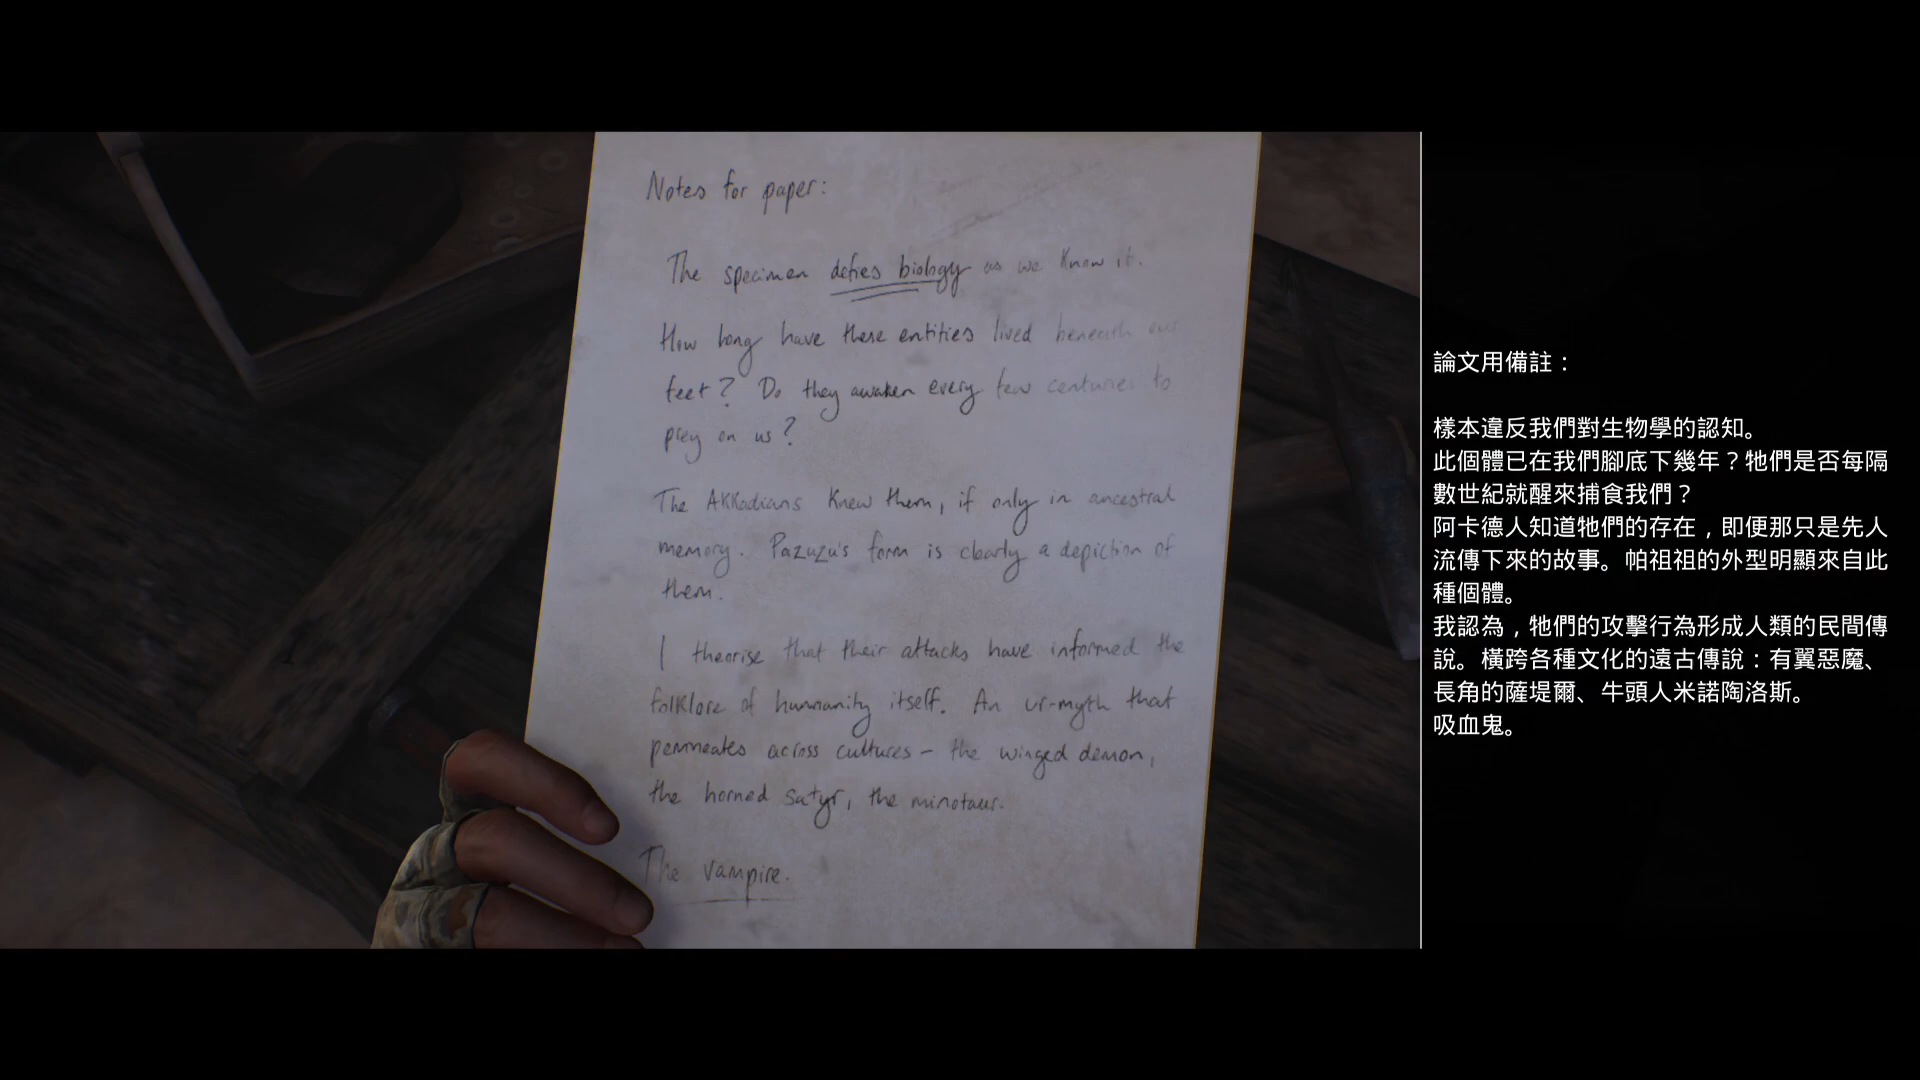 Notes for paper:
The specimen defies biology as we know it.
How long have these entities lived beneath our
feet? Do they awaken every few centuries to
prey on us?
The Akkadians knew them, if only in ancestral
memory. Pazuzu's form is clearly a depiction of
them.
I theorise that their attacks have informed the
folklore of humanity itself. An ur-myth that
permeates across cultures – the winged demon,
the horned satyr, the minotaur.
The vampire.
論文用備註：
樣本違反我們對生物學的認知。
此個體已在我們腳底下幾年？牠們是否每隔
數世紀就醒來捕食我們？
阿卡德人知道牠們的存在，即便那只是先人
流傳下來的故事。帕祖祖的外型明顯來自此
種個體。
我認為，牠們的攻擊行為形成人類的民間傳
說。橫跨各種文化的遠古傳說：有翼惡魔、
長角的薩堤爾、牛頭人米諾陶洛斯。
吸血鬼。